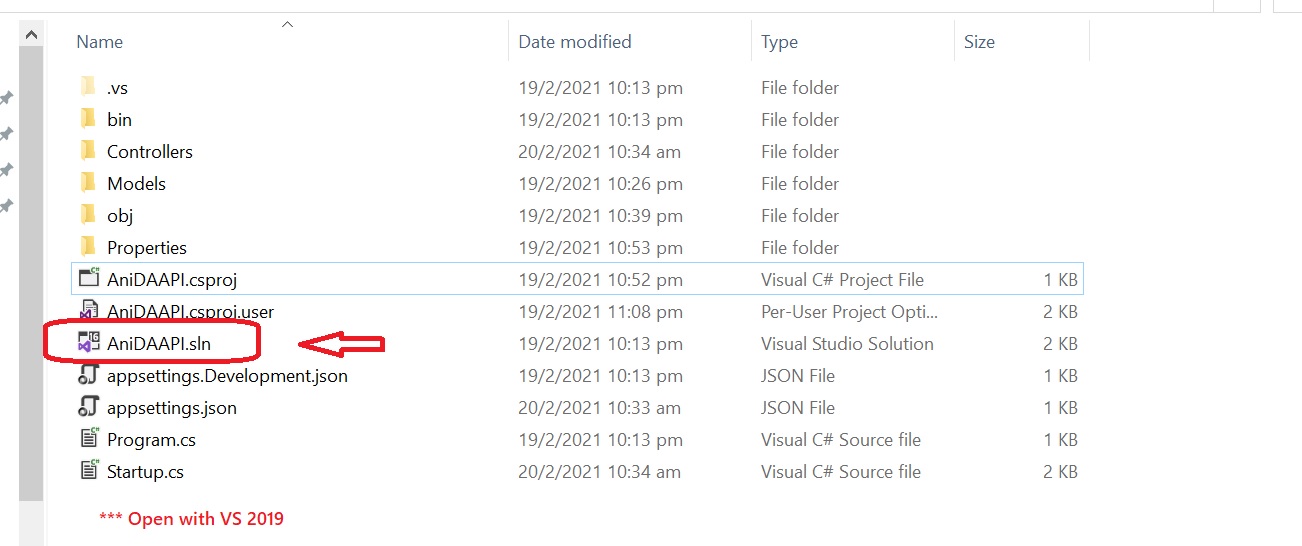 Name Date modified Type Size
.vs 19/2/2021 10:13 pm File folder
bin 19/2/2021 10:13 pm File folder
Controllers 20/2/2021 10:34 am File folder
Models 19/2/2021 10:26 pm File folder
obj 19/2/2021 10:39 pm File folder
Properties 19/2/2021 10:53 pm File folder
AniDAAPI.csproj 19/2/2021 10:52 pm Visual C# Project File 1 KB
AniDAAPI.csproj.user 19/2/2021 11:08 pm Per-User Project Opti... 2 KB
AniDAAPI.sln 19/2/2021 10:13 pm Visual Studio Solution 2 KB
appsettings.Development.json 19/2/2021 10:13 pm JSON File 1 KB
appsettings.json 20/2/2021 10:33 am JSON File 1 KB
Program.cs 19/2/2021 10:13 pm Visual C# Source file 1 KB
Startup.cs 20/2/2021 10:34 am Visual C# Source file 2 KB
*** Open with VS 2019